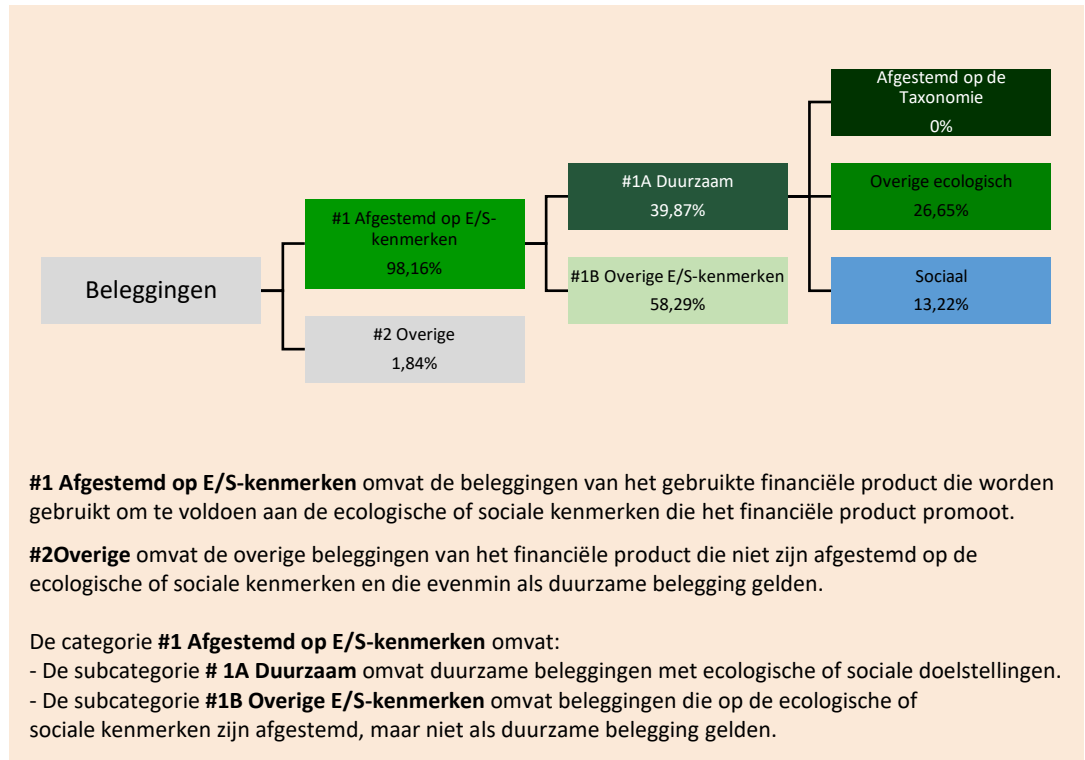 Afgestemd op de
Taxonomie
0%
#1A Duurzaam
39,87%
Overige ecologisch
26,65%
#1 Afgestemd op E/S-
kenmerken
98,16%
Beleggingen
#1B Overige E/S-kenmerken
58,29%
Sociaal
13,22%
#2 Overige
1,84%
#1 Afgestemd op E/S-kenmerken omvat de beleggingen van het gebruikte financiële product die worden
gebruikt om te voldoen aan de ecologische of sociale kenmerken die het financiële product promoot.
#2Overige omvat de overige beleggingen van het financiële product die niet zijn afgestemd op de
ecologische of sociale kenmerken en die evenmin als duurzame belegging gelden.
De categorie #1 Afgestemd op E/S-kenmerken omvat:
- De subcategorie # 1A Duurzaam omvat duurzame beleggingen met ecologische of sociale doelstellingen.
- De subcategorie #1B Overige E/S-kenmerken omvat beleggingen die op de ecologische of
sociale kenmerken zijn afgestemd, maar niet als duurzame belegging gelden.